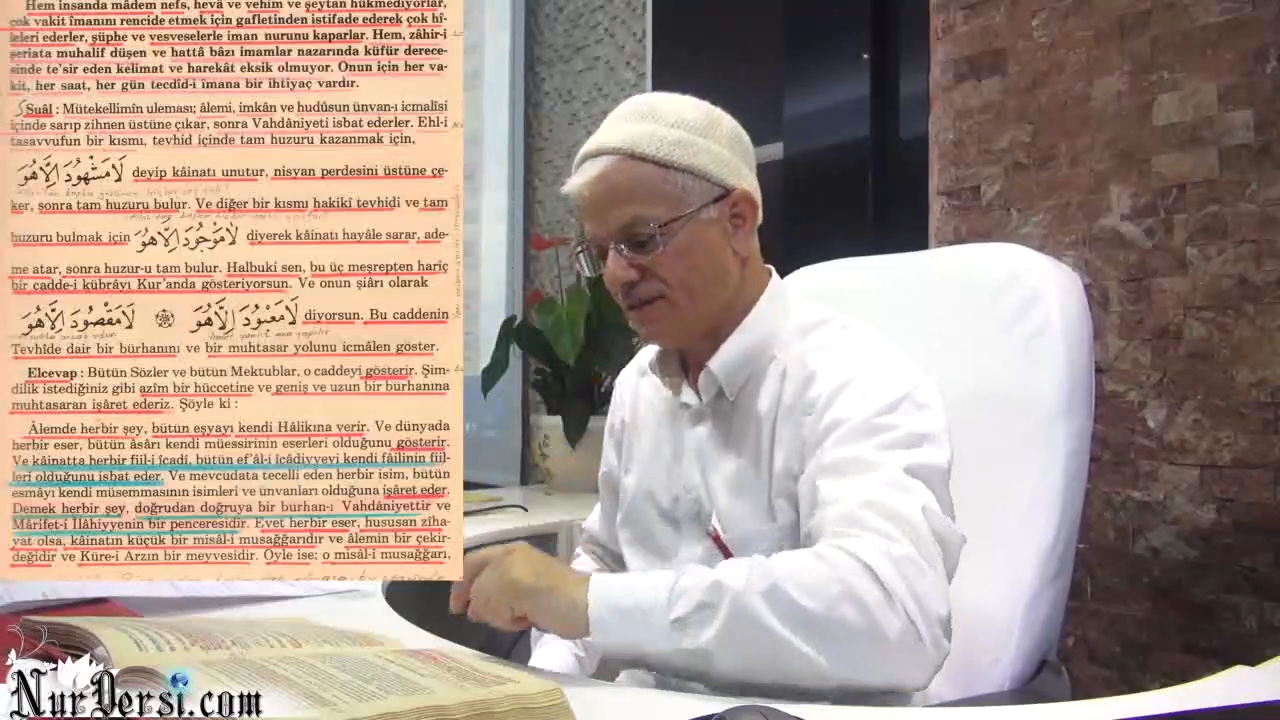 Hem insanda mâdem nefs, hevâ ve vehim ve şeytan hükmediyorlar,
çok vakit îmanını rencide etmek için gafletinden istifade ederek çok hî-
leleri ederler, şüphe ve vesveselerle iman nurunu kaparlar. Hem, zâhir-i
şeriata muhalif düşen ve hattâ bâzı imamlar nazarında küfür derece-
sinde te'sir eden kelimat ve harekât eksik olmuyor. Onun için her va-
kit, her saat, her gün tecdîd-i îmana bir ihtiyaç vardır.
Suâl : Mütekellimîn uleması; âlemi, imkân ve hudûsun ünvan-ı icmalîsi
içinde sarıp zihnen üstüne çıkar, sonra Vahdâniyeti isbat ederler. Ehl-i
tasavvufun bir kısmı, tevhid içinde tam huzuru kazanmak için,
لَا مَشْهُودَ اِلَّا هُوَ deyip kâinatı unutur, nisyan perdesini üstüne çe-
ker, sonra tam huzuru bulur. Ve diğer bir kısmı hakikî tevhidi ve tam
huzuru bulmak için لَا مَوْجُودَ اِلَّا هُوَ diyerek kâinatı hayâle sarar, ade-
me atar, sonra huzur-u tam bulur. Halbuki sen, bu üç meşrepten hariç
bir cadde-i kübrâyı Kur'anda gösteriyorsun. Ve onun şiârı olarak
لَا مَعْبُودَ اِلَّا هُوَ ۞ لَا مَقْصُودَ اِلَّا هُوَ diyorsun. Bu caddenin
Tevhîde dair bir bürhanını ve bir muhtasar yolunu icmâlen göster.
Elcevap : Bütün Sözler ve bütün Mektublar, o caddeyi gösterir. Şim-
dilik istediğiniz gibi azîm bir hüccetine ve geniş ve uzun bir burhanına
muhtasaran işâret ederiz. Şöyle ki :
Âlemde herbir şey, bütün eşyayı kendi Hâlikına verir. Ve dünyada
herbir eser, bütün âsârı kendi müessirinin eserleri olduğunu gösterir.
Ve kâinatta herbir fiil-i îcadî, bütün ef'âl-i îcâdiyyeyi kendi fâilinin fiil-
leri olduğunu isbat eder. Ve mevcudata tecelli eden herbir isim, bütün
esmâyı kendi müsemmasının isimleri ve ünvanları olduğuna işâret eder.
Demek herbir şey, doğrudan doğruya bir burhan-ı Vahdâniyettir ve
Mârifet-i İlâhiyyenin bir penceresidir. Evet herbir eser, hususan zîha-
yat olsa, kâinatın küçük bir misâl-i musağğarıdır ve âlemin bir çekir-
değidir ve Küre-i Arzın bir meyvesidir. Öyle ise; o misâl-i musağğarı,
NurDersi.com